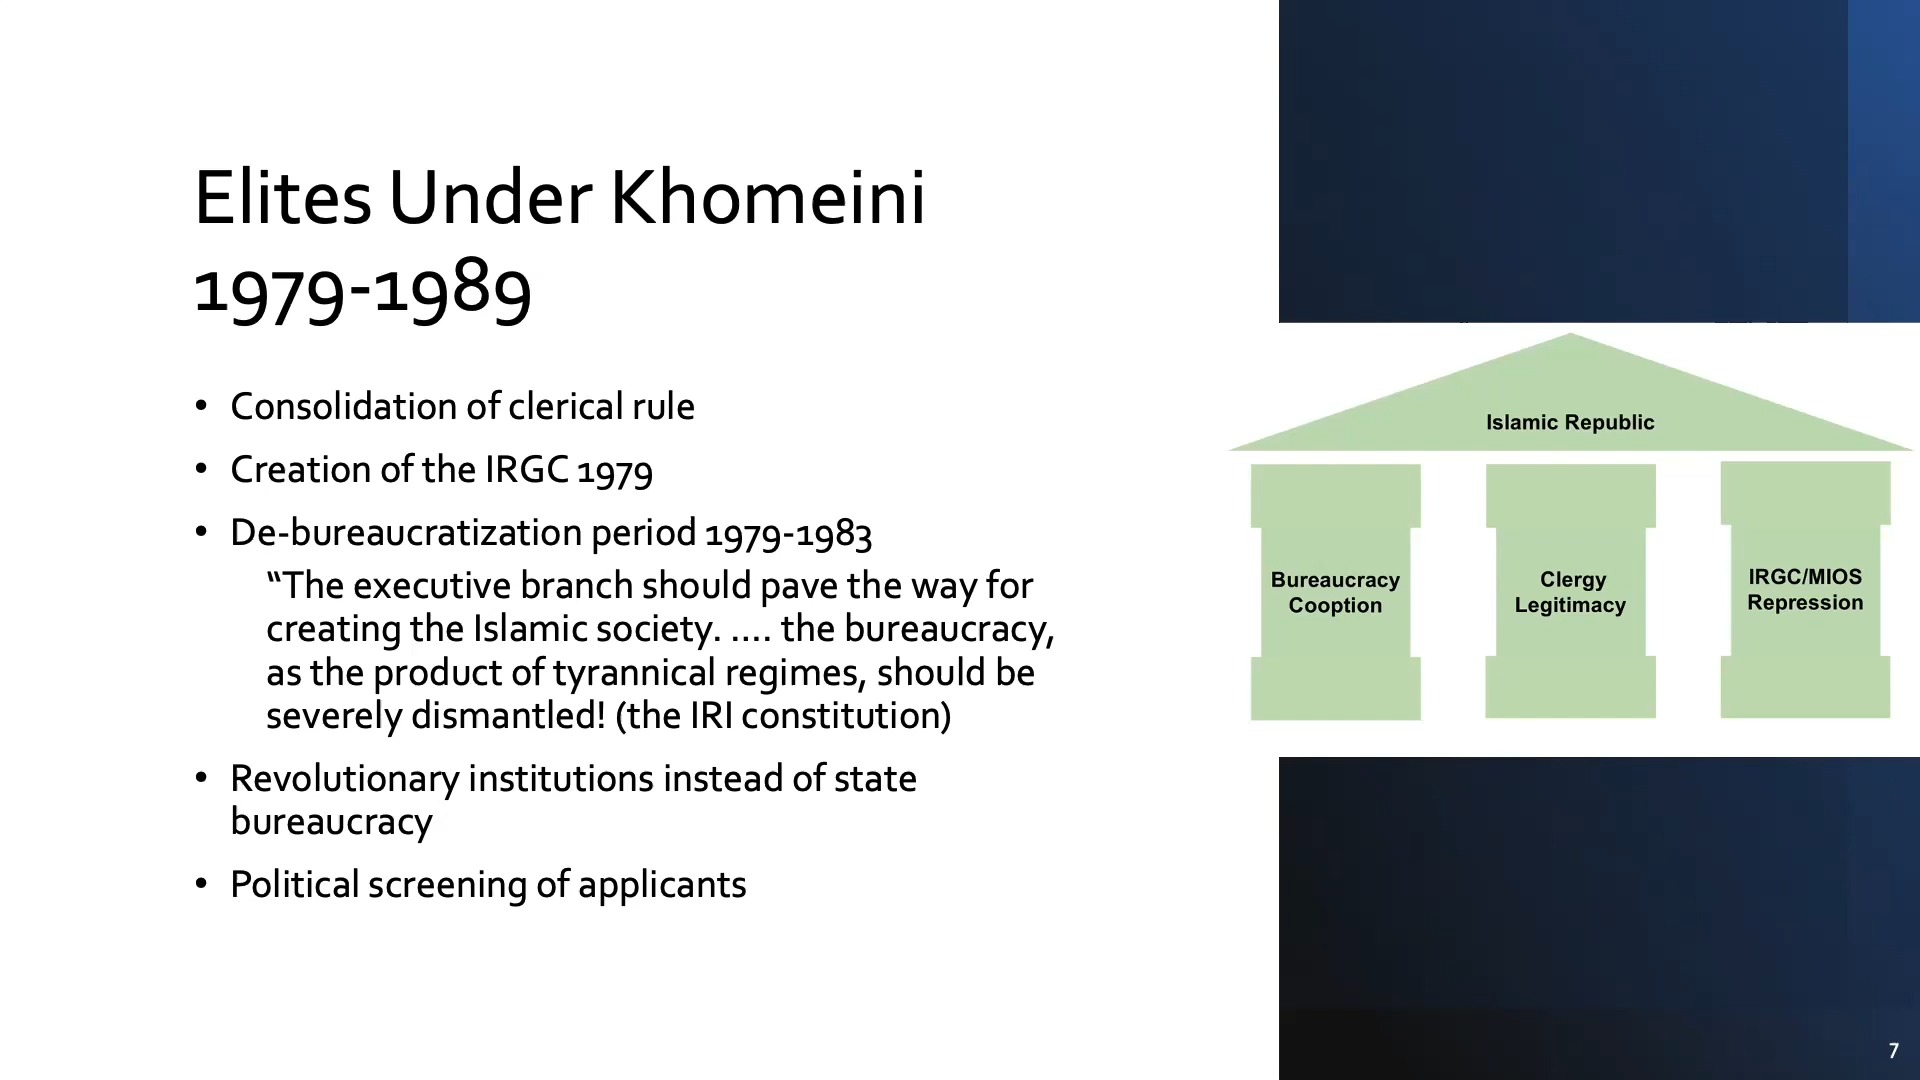 Elites Under Khomeini
1979-1989
• Consolidation of clerical rule
• Creation of the IRGC 1979
• De-bureaucratization period 1979-1983
“The executive branch should pave the way for
creating the Islamic society. .... the bureaucracy,
as the product of tyrannical regimes, should be
severely dismantled! (the IRI constitution)
• Revolutionary institutions instead of state
bureaucracy
• Political screening of applicants
Islamic Republic
Bureaucracy
Cooption
Clergy
Legitimacy
IRGC/MIOS
Repression
7